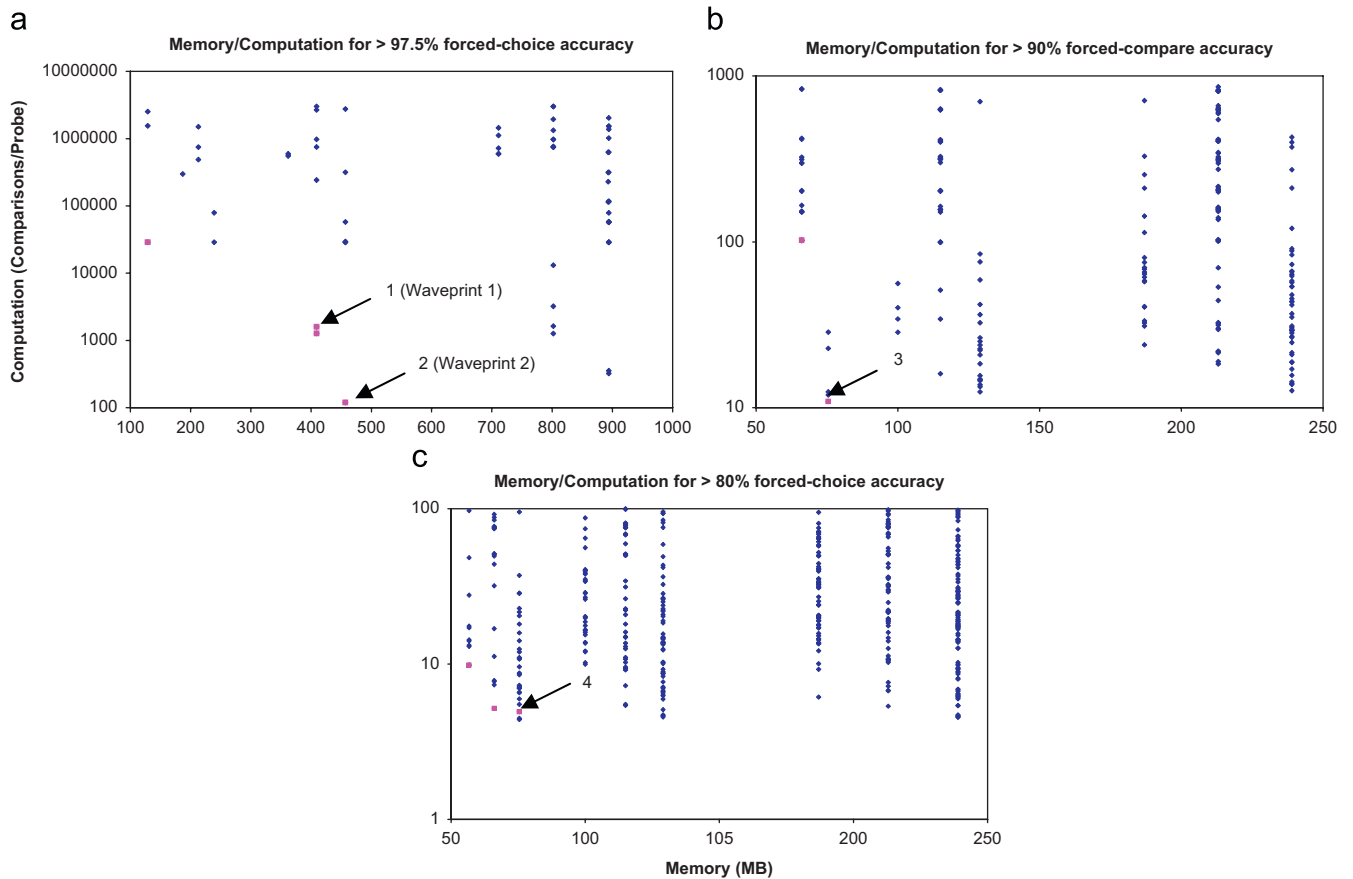 a
Memory/Computation for > 97.5% forced-choice accuracy
Computation (Comparisons/Probe)
10000000
1000000
100000
10000
1000
100
100 200 300 400 500 600 700 800 900 1000
1 (Waveprint 1)
2 (Waveprint 2)
b
Memory/Computation for > 90% forced-compare accuracy
1000
100
10
50 100 150 200 250
3
c
Memory/Computation for > 80% forced-choice accuracy
100
10
1
50 100 105 200 250
4
Memory (MB)